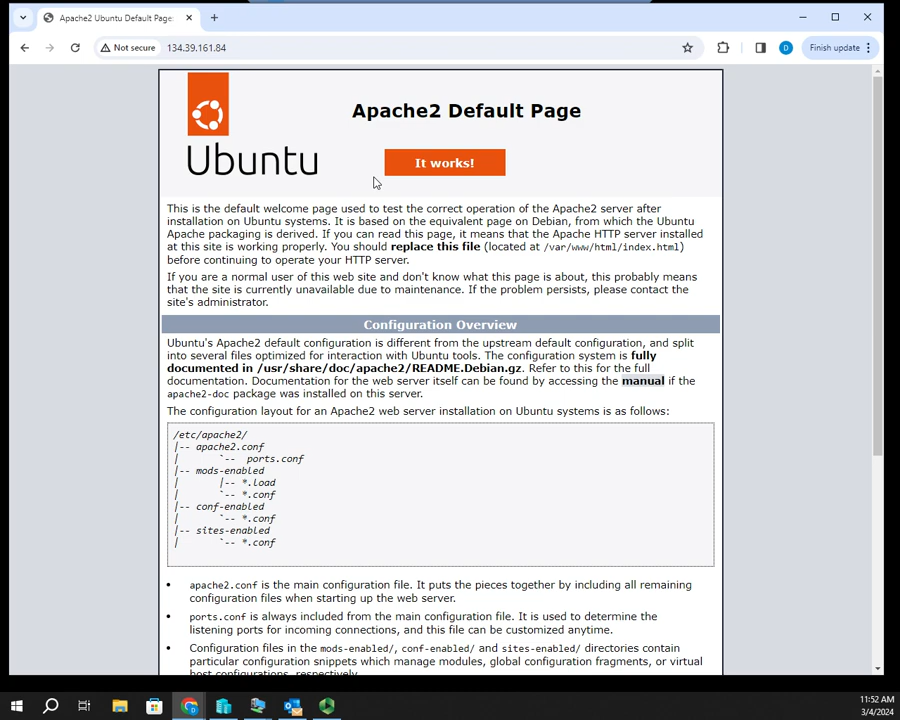 Apache2 Ubuntu Default Page:
Not secure 134.39.161.84
D
Finish update
Ubuntu
Apache2 Default Page
It works!
This is the default welcome page used to test the correct operation of the Apache2 server after
installation on Ubuntu systems. It is based on the equivalent page on Debian, from which the Ubuntu
Apache packaging is derived. If you can read this page, it means that the Apache HTTP server installed
at this site is working properly. You should replace this file (located at /var/www/html/index.html)
before continuing to operate your HTTP server.
If you are a normal user of this web site and don't know what this page is about, this probably means
that the site is currently unavailable due to maintenance. If the problem persists, please contact the
site's administrator.
Configuration Overview
Ubuntu's Apache2 default configuration is different from the upstream default configuration, and split
into several files optimized for interaction with Ubuntu tools. The configuration system is fully
documented in /usr/share/doc/apache2/README.Debian.gz. Refer to this for the full
documentation. Documentation for the web server itself can be found by accessing the manual if the
apache2-doc package was installed on this server.
The configuration layout for an Apache2 web server installation on Ubuntu systems is as follows:
/etc/apache2/
|-- apache2.conf
|       `--  ports.conf
|-- mods-enabled
|       |-- *.load
|       `-- *.conf
|-- conf-enabled
|       `-- *.conf
|-- sites-enabled
|       `-- *.conf
• apache2.conf is the main configuration file. It puts the pieces together by including all remaining
configuration files when starting up the web server.
• ports.conf is always included from the main configuration file. It is used to determine the
listening ports for incoming connections, and this file can be customized anytime.
• Configuration files in the mods-enabled/, conf-enabled/ and sites-enabled/ directories contain
particular configuration snippets which manage modules, global configuration fragments, or virtual
host configurations, respectively.
11:52 AM
3/4/2024